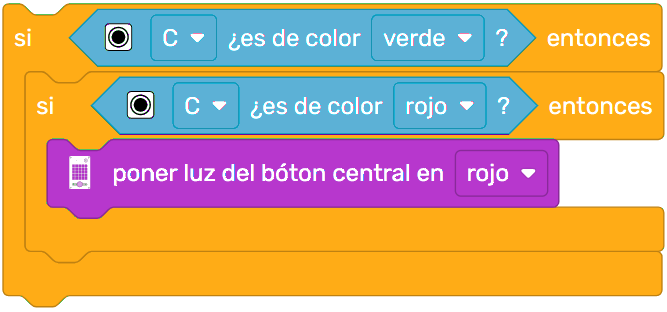 si C ¿es de color verde ? entonces
si C ¿es de color rojo ? entonces
poner luz del bóton central en rojo